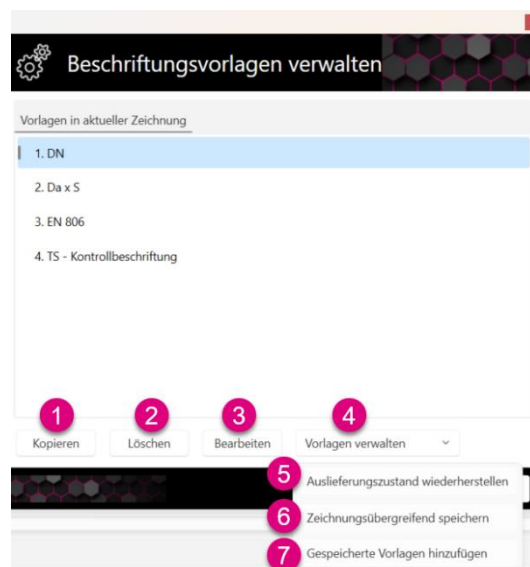 Beschriftungsvorlagen verwalten
Vorlagen in aktueller Zeichnung
1. DN
2. Da x S
3. EN 806
4. TS - Kontrollbeschriftung
1 2 3 4
Kopieren Löschen Bearbeiten Vorlagen verwalten
5 Auslieferungszustand wiederherstellen
6 Zeichnungsübergreifend speichern
7 Gespeicherte Vorlagen hinzufügen